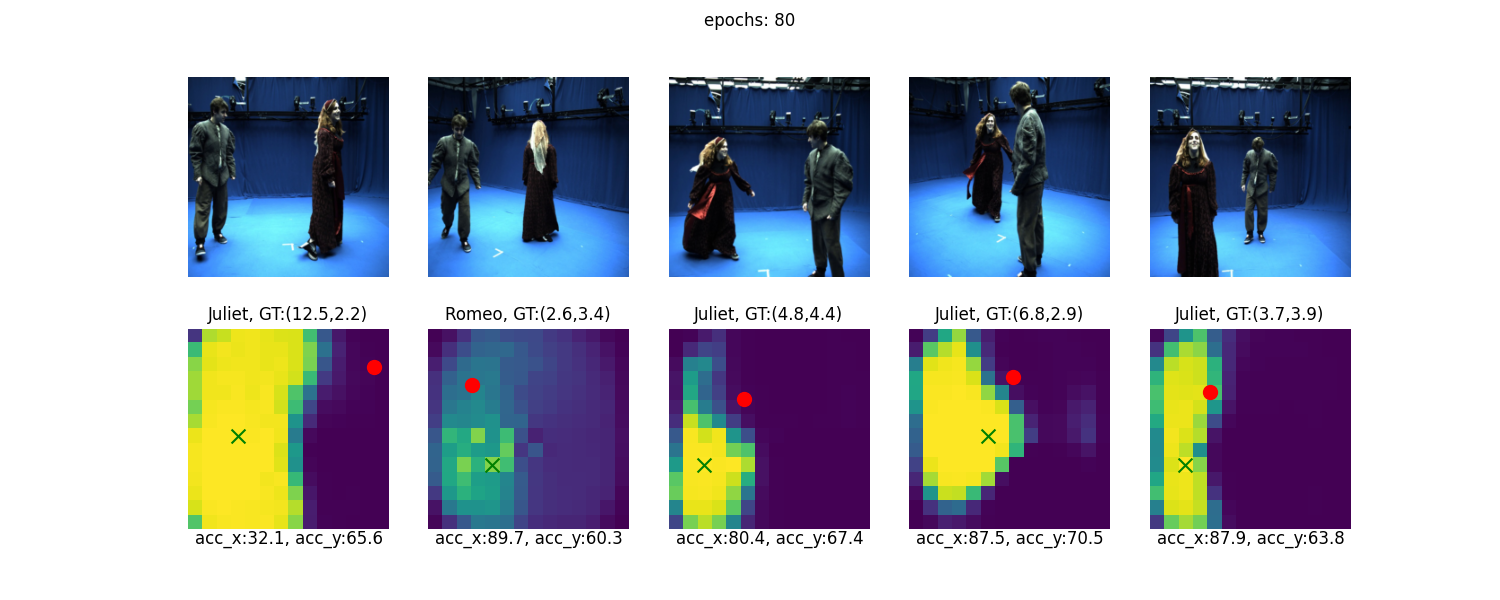 epochs: 80
Juliet, GT:(12.5,2.2)
Romeo, GT:(2.6,3.4)
Juliet, GT:(4.8,4.4)
Juliet, GT:(6.8,2.9)
Juliet, GT:(3.7,3.9)
acc_x:32.1, acc_y:65.6
acc_x:89.7, acc_y:60.3
acc_x:80.4, acc_y:67.4
acc_x:87.5, acc_y:70.5
acc_x:87.9, acc_y:63.8